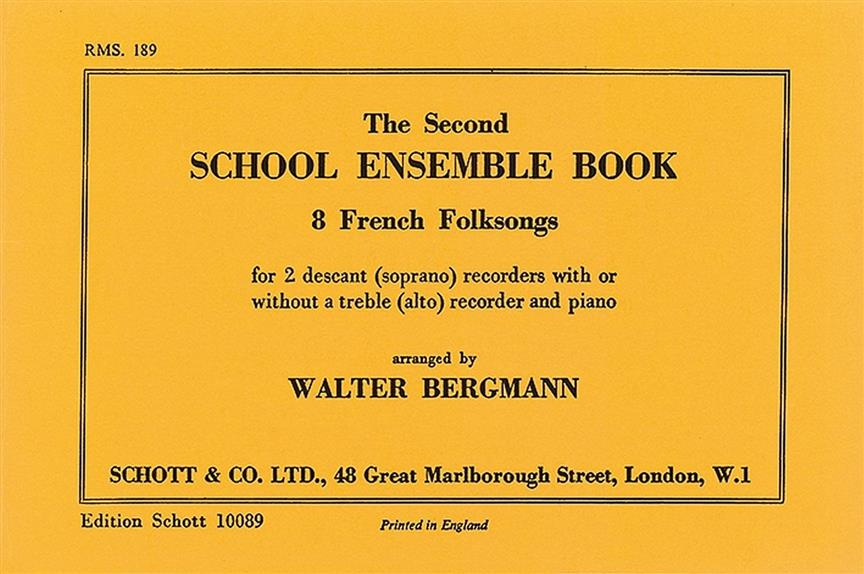 RMS. 189
The Second
SCHOOL ENSEMBLE BOOK
8 French Folksongs
for 2 descant (soprano) recorders with or
without a treble (alto) recorder and piano
arranged by
WALTER BERGMANN
SCHOTT & CO. LTD., 48 Great Marlborough Street, London, W.1
Edition Schott 10089
Printed in England